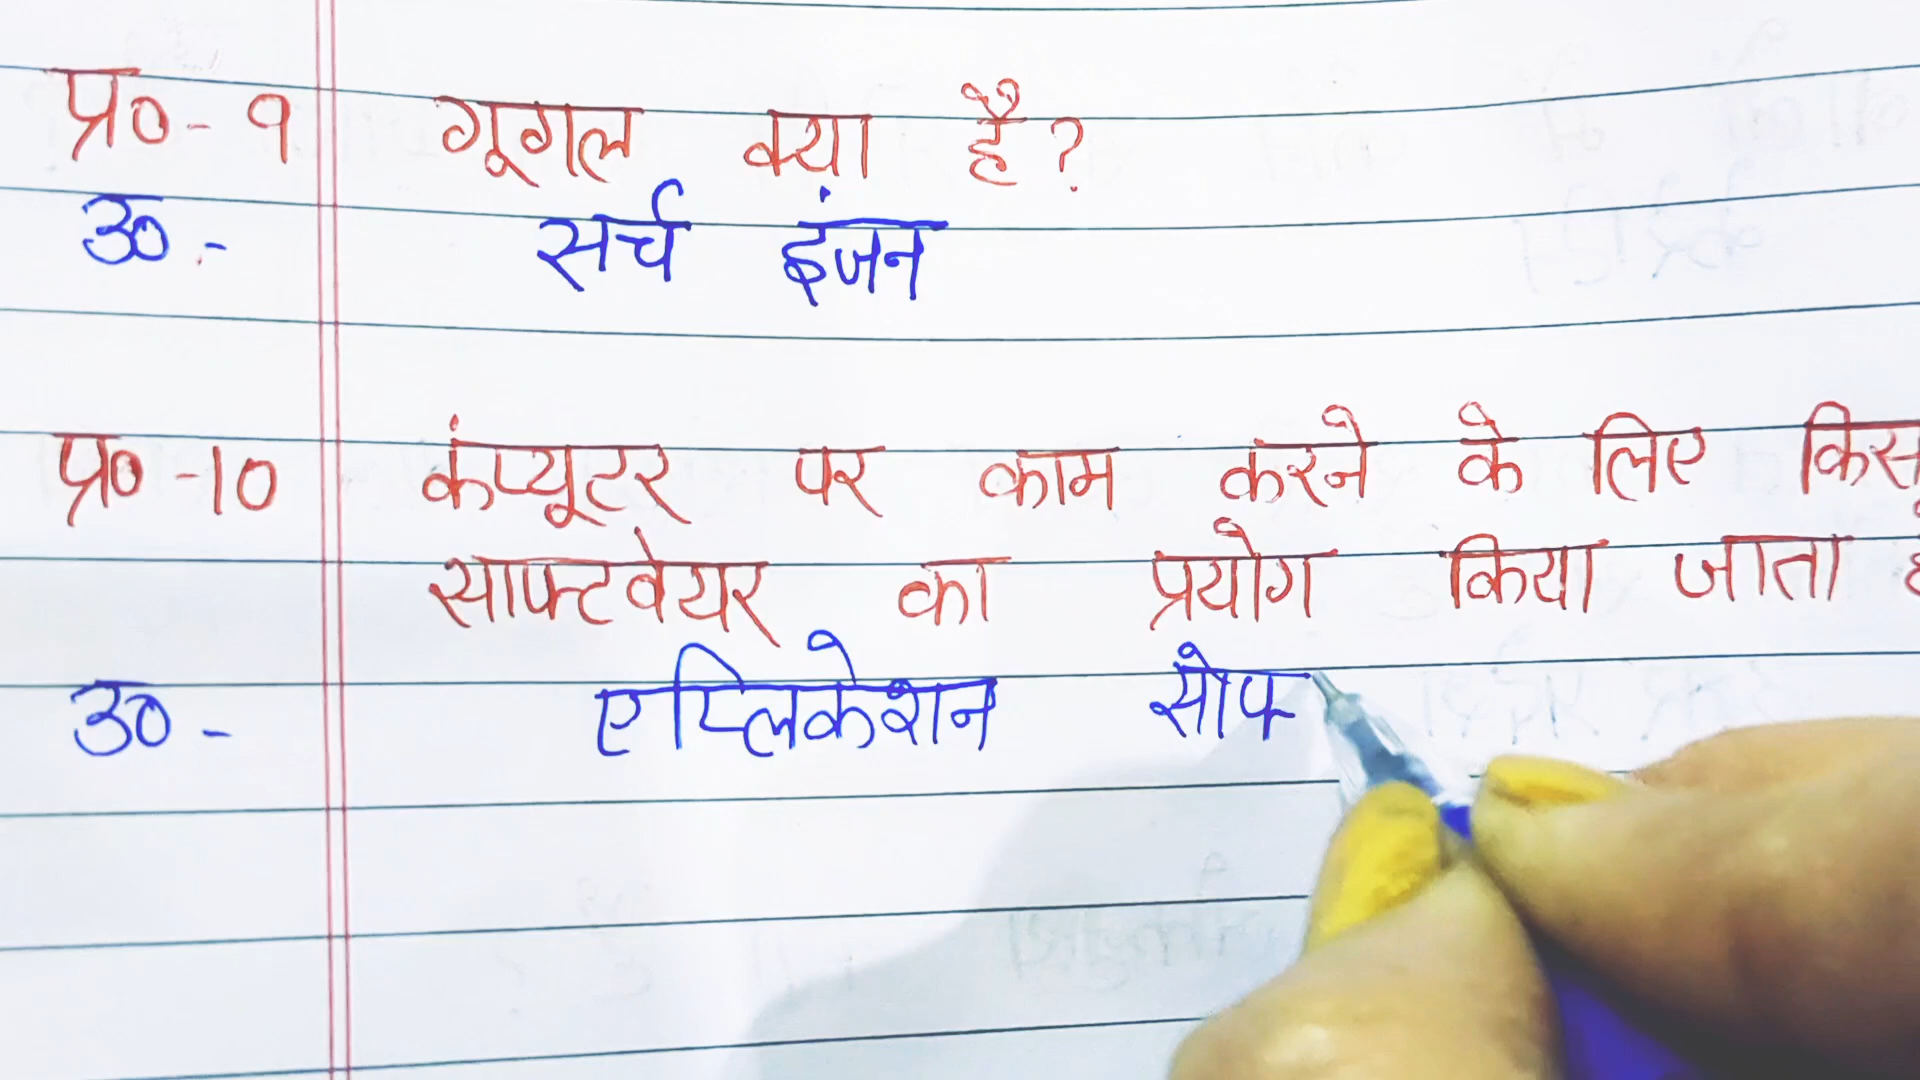 प्र०- 9 गूगल क्या है?
उ०.- सर्च इंजन
प्र० -10 कंप्यूटर पर काम करने के लिए किस
साफ्टवेयर का प्रयोग किया जाता
उ० - एप्लिकेशन सोफ